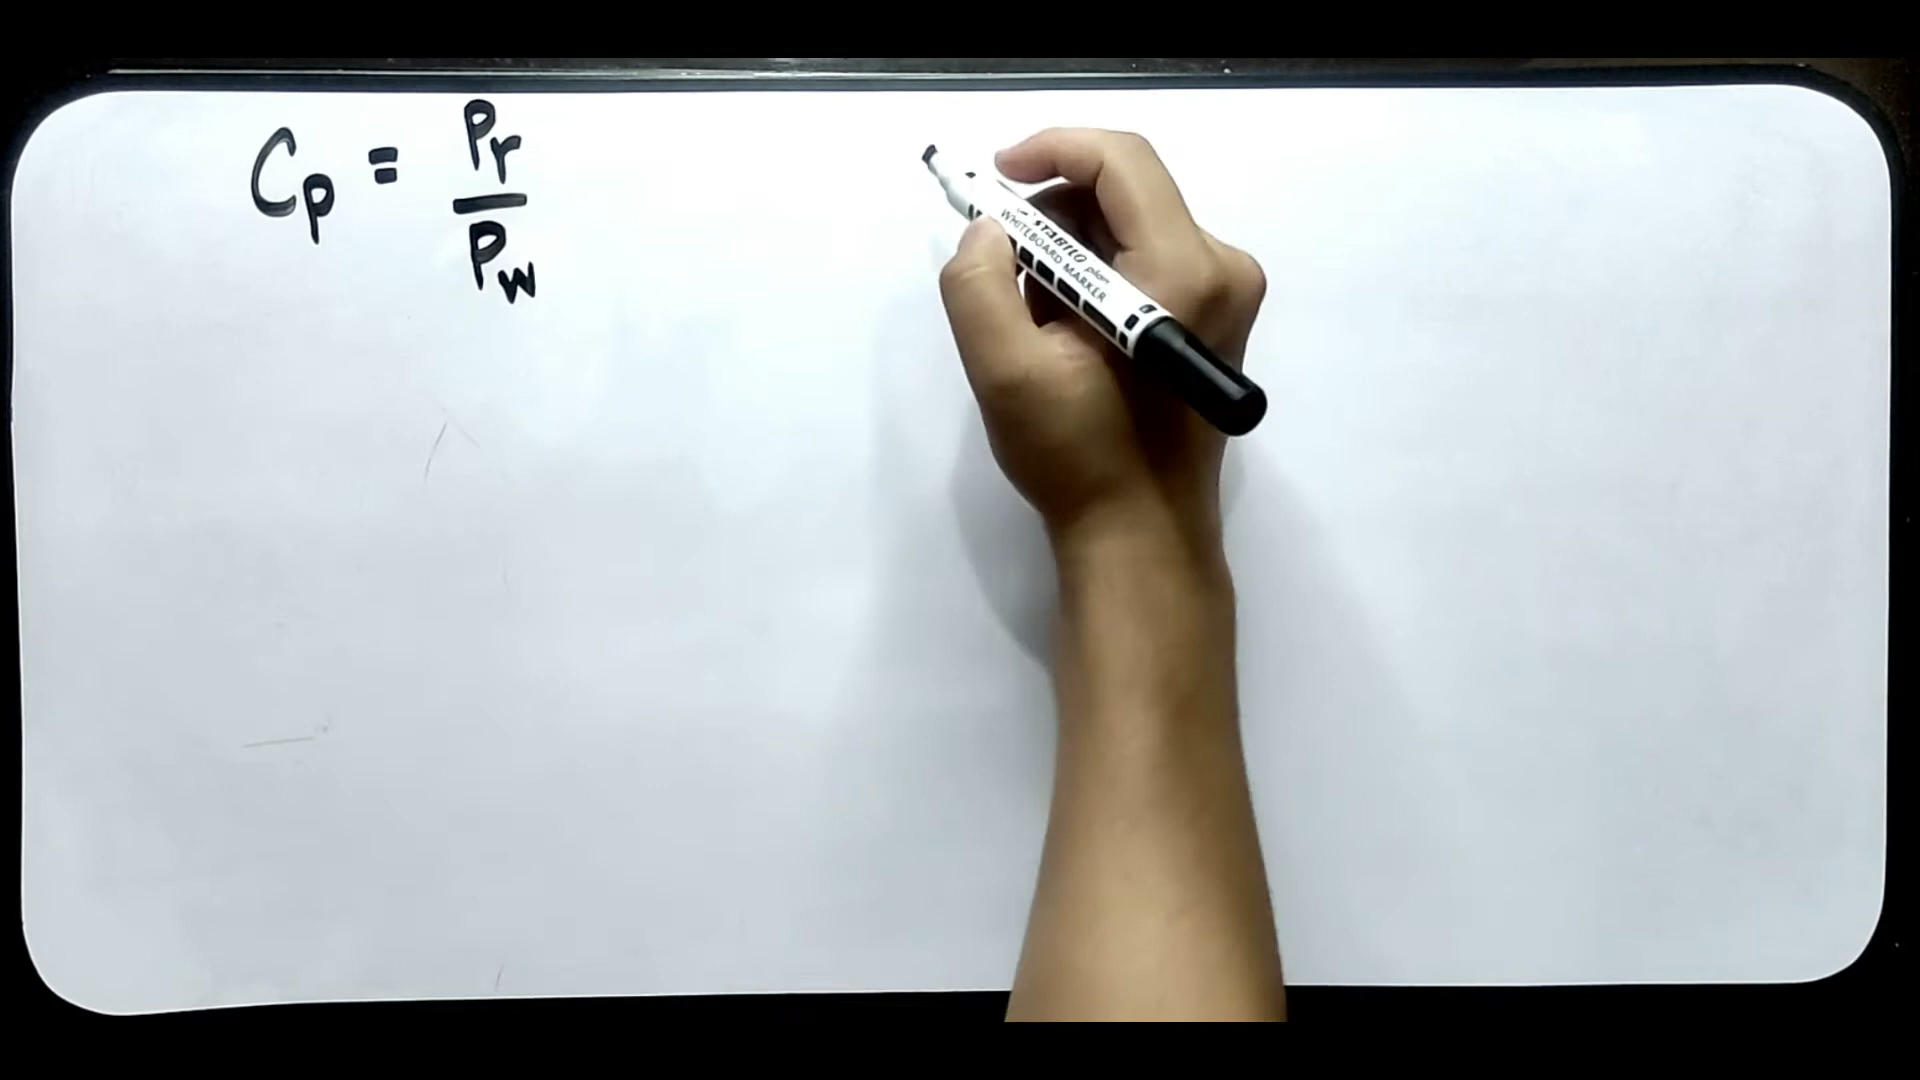 Cp = Pr / Pw
STABILO plan
WHITEBOARD MARKER